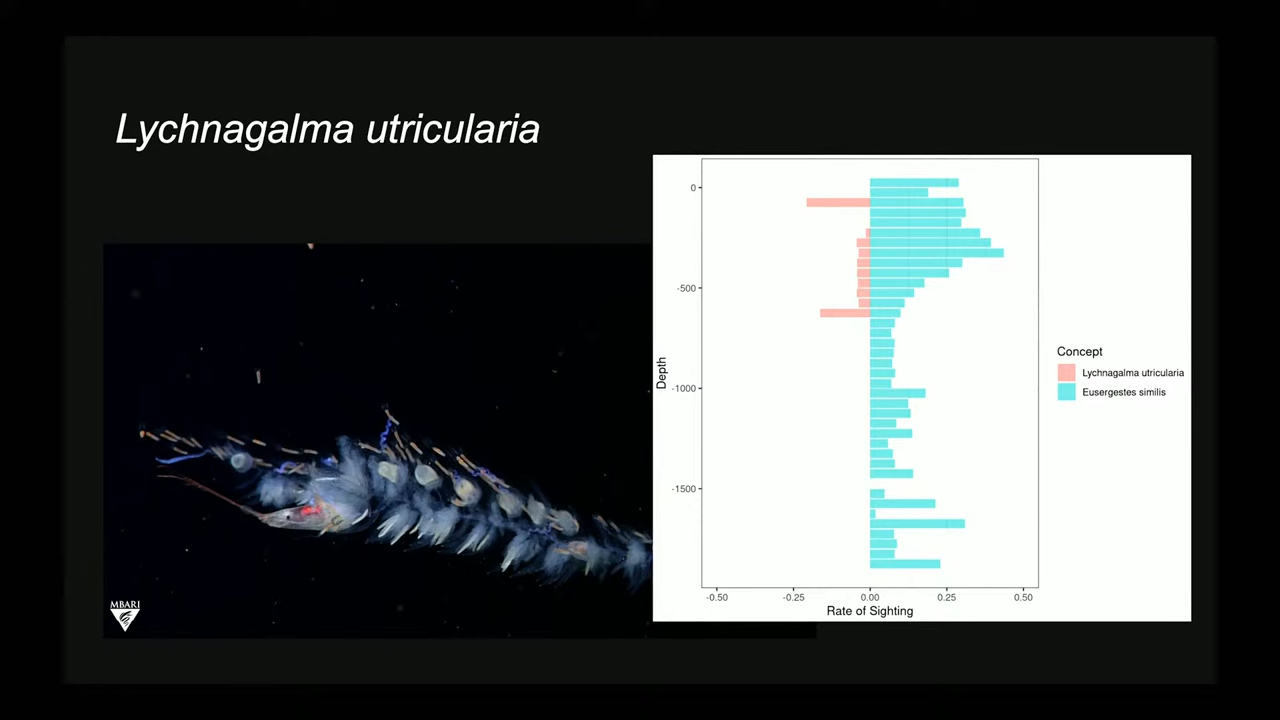 Lychnagalma utricularia
0
-500
-1000
-1500
Depth
-0.50 -0.25 0.00 0.25 0.50
Rate of Sighting
Concept
Lychnagalma utricularia
Eusergestes similis
MBARI